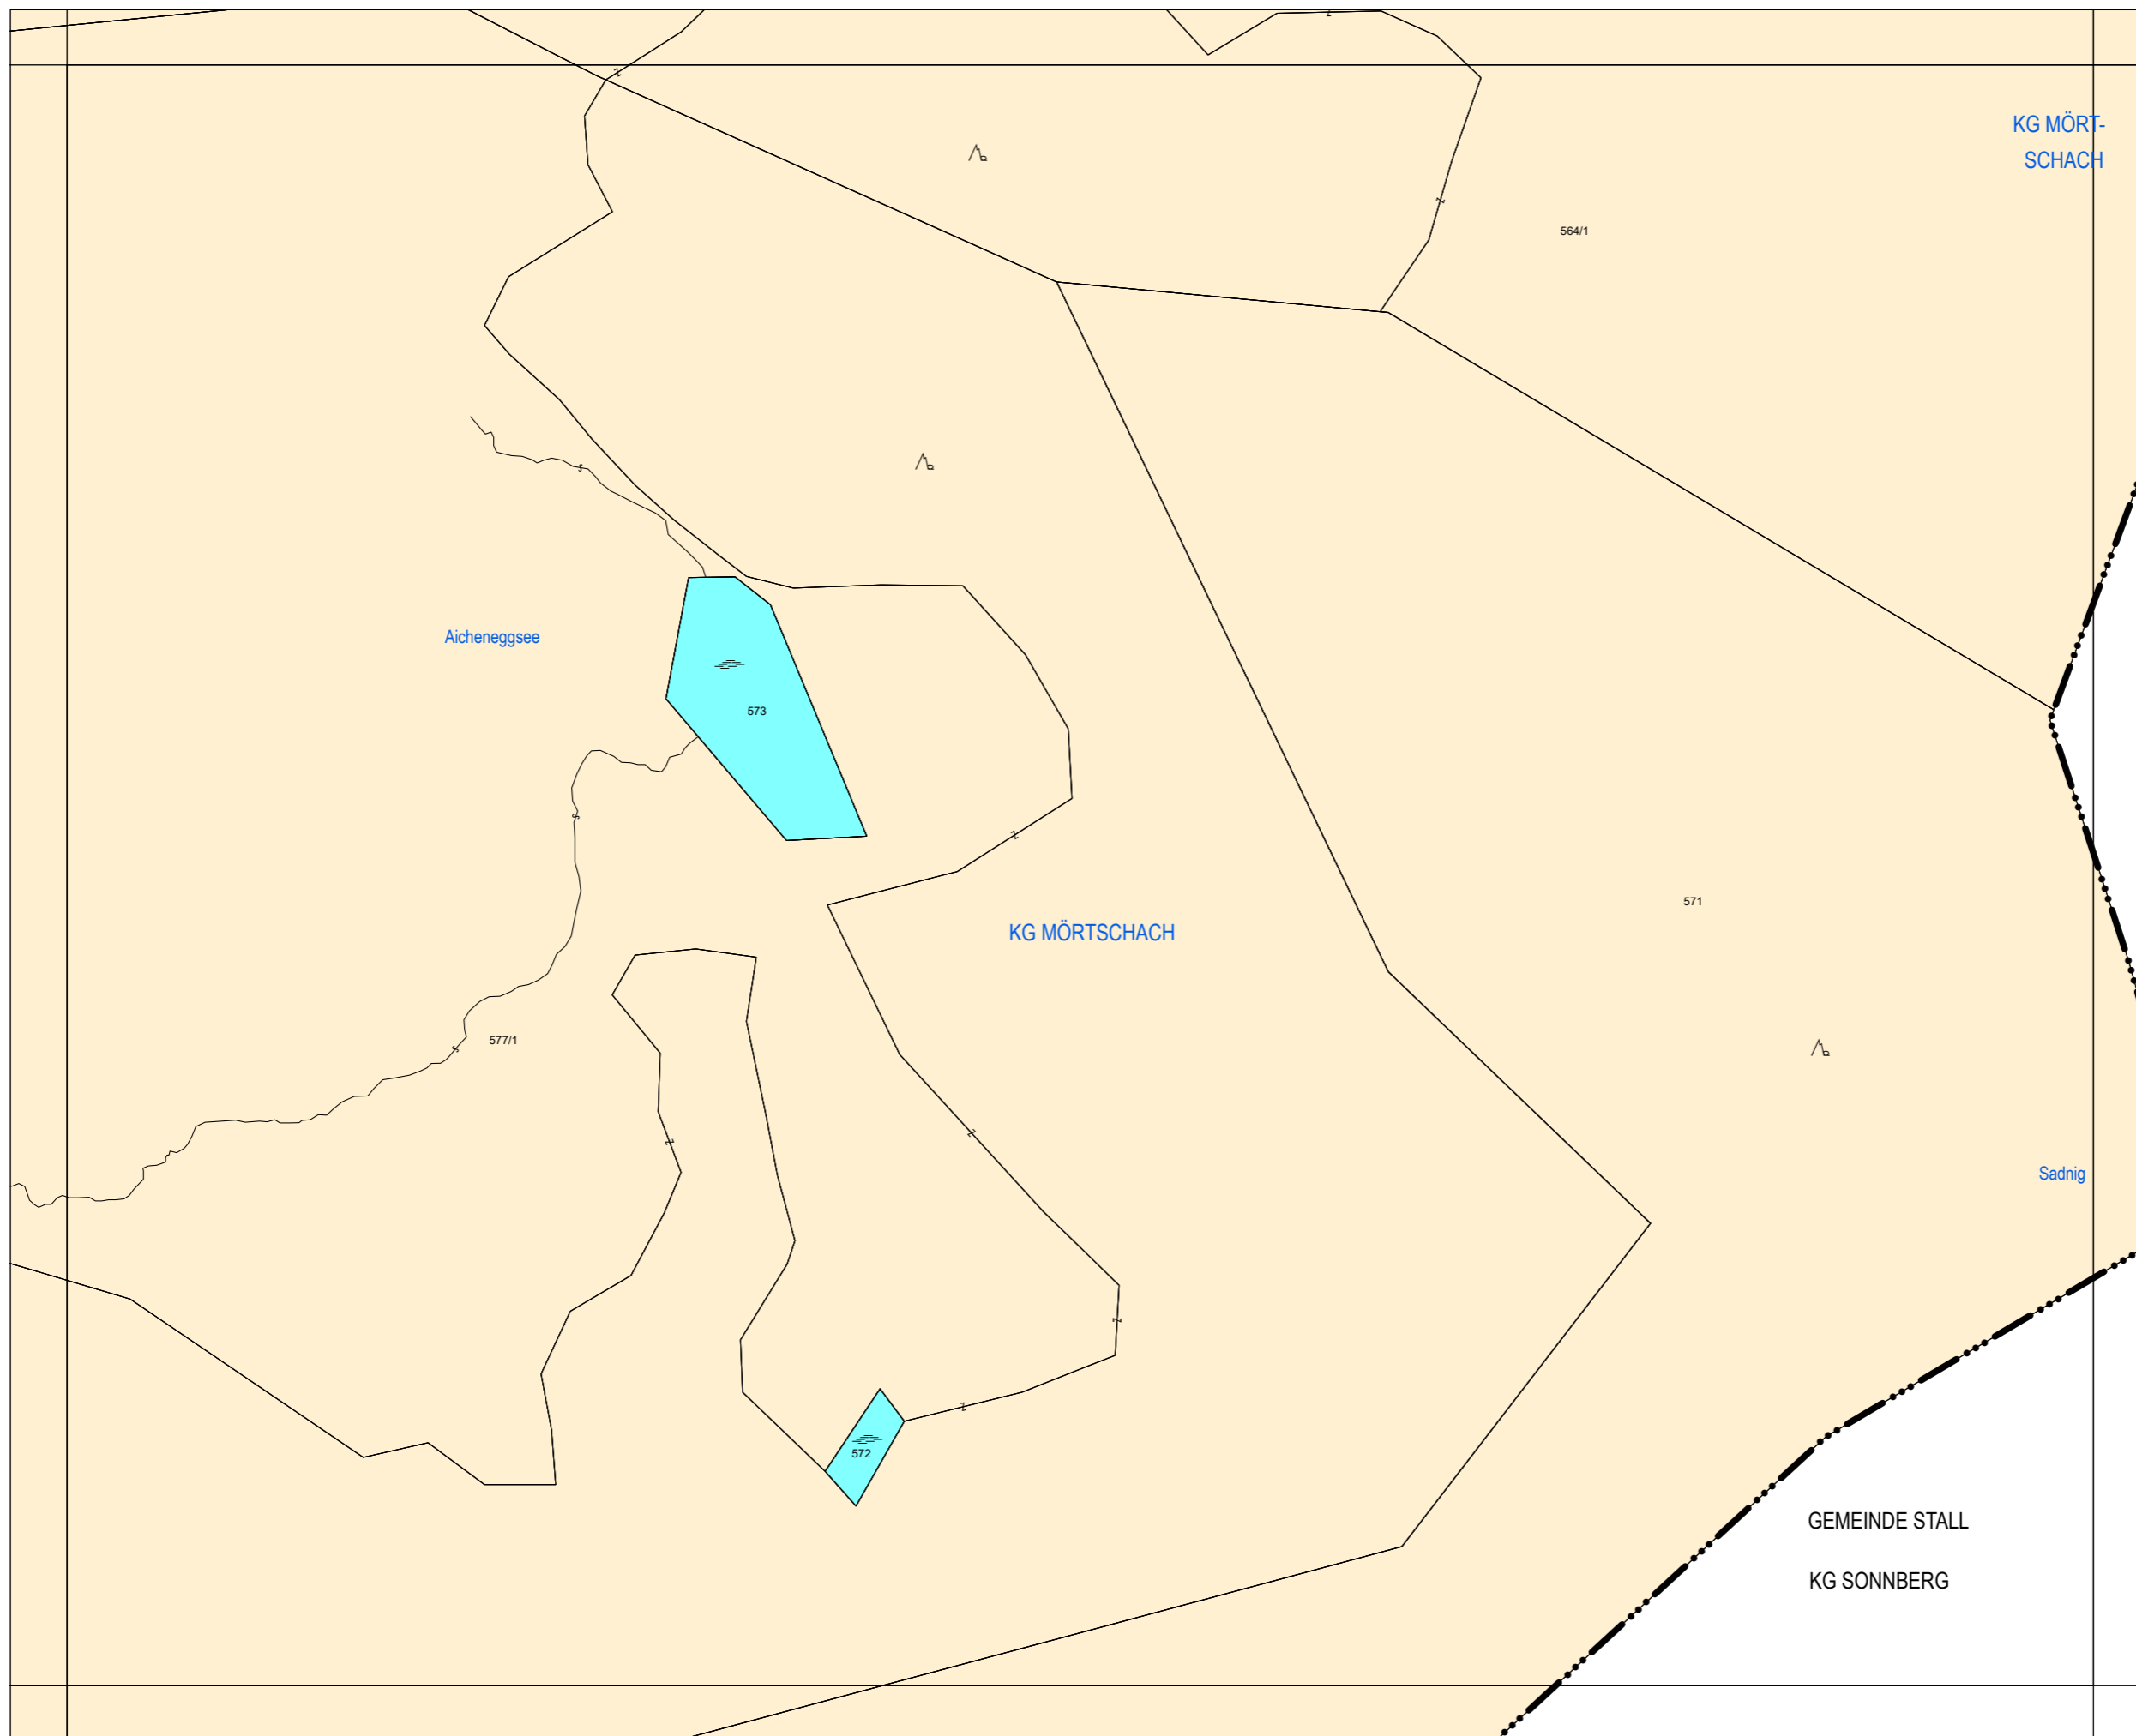 KG MÖRT-
SCHACH
564/1
Aicheneggsee
573
571
KG MÖRTSCHACH
577/1
Sadnig
572
GEMEINDE STALL
KG SONNBERG